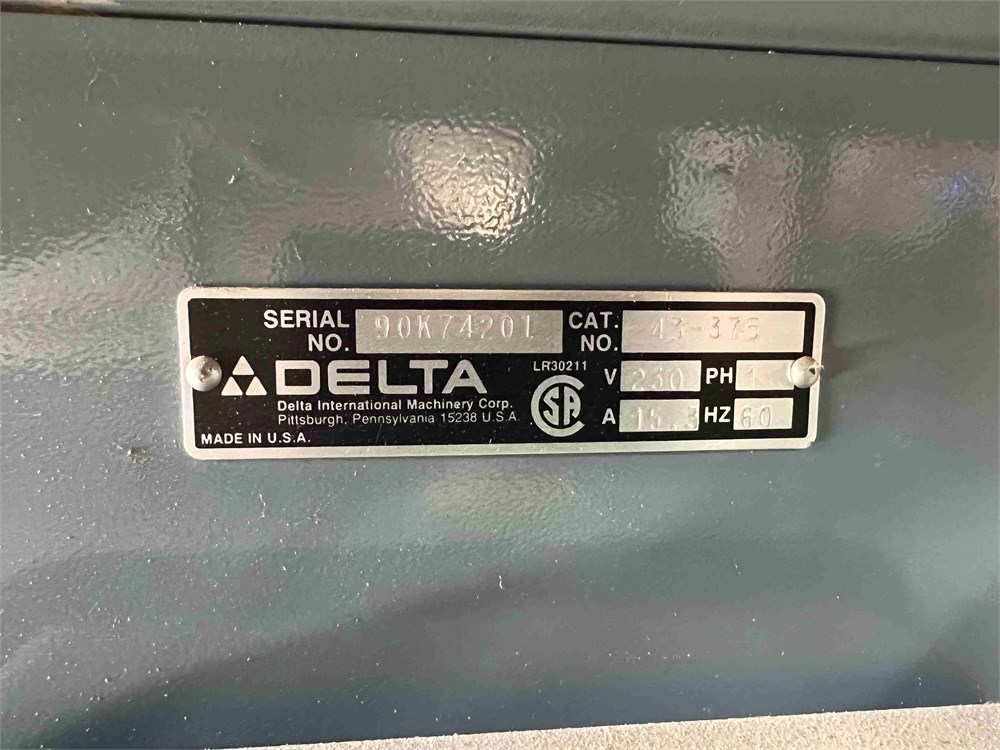 SERIAL NO. 90K74201
CAT. NO. 43-375
DELTA
LR30211
SA
V 230 PH 1
Delta International Machinery Corp.
Pittsburgh, Pennsylvania 15238 U.S.A.
A 15.3 HZ 60
MADE IN U.S.A.